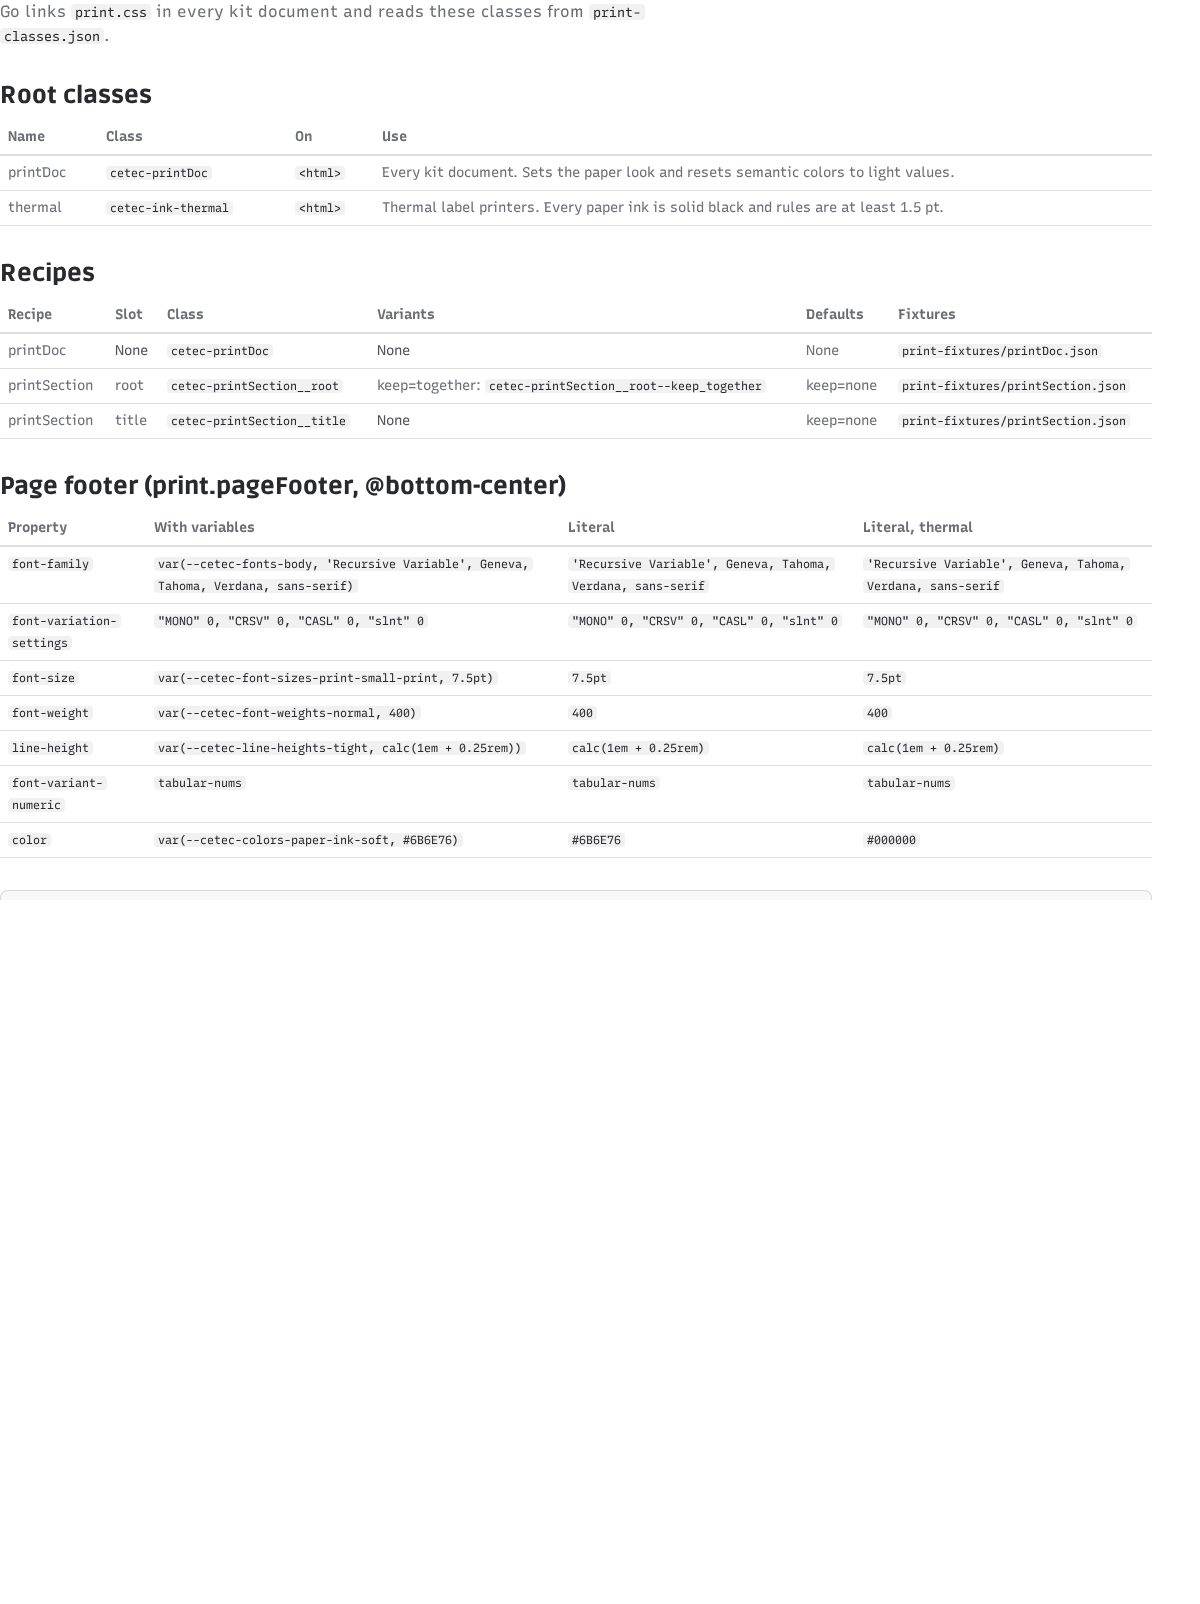 Go links print.css in every kit document and reads these classes from print-
classes.json.
Root classes
Name Class On Use
printDoc cetec-printDoc <html> Every kit document. Sets the paper look and resets semantic colors to light values.
thermal cetec-ink-thermal <html> Thermal label printers. Every paper ink is solid black and rules are at least 1.5 pt.
Recipes
Recipe Slot Class Variants Defaults Fixtures
printDoc None cetec-printDoc None None print-fixtures/printDoc.json
printSection root cetec-printSection__root keep=together: cetec-printSection__root--keep_together keep=none print-fixtures/printSection.json
printSection title cetec-printSection__title None keep=none print-fixtures/printSection.json
Page footer (print.pageFooter, @bottom-center)
Property With variables Literal Literal, thermal
font-family var(--cetec-fonts-body, 'Recursive Variable', Geneva, 'Recursive Variable', Geneva, Tahoma, 'Recursive Variable', Geneva, Tahoma,
Tahoma, Verdana, sans-serif) Verdana, sans-serif Verdana, sans-serif
font-variation- "MONO" 0, "CRSV" 0, "CASL" 0, "slnt" 0 "MONO" 0, "CRSV" 0, "CASL" 0, "slnt" 0 "MONO" 0, "CRSV" 0, "CASL" 0, "slnt" 0
settings
font-size var(--cetec-font-sizes-print-small-print, 7.5pt) 7.5pt 7.5pt
font-weight var(--cetec-font-weights-normal, 400) 400 400
line-height var(--cetec-line-heights-tight, calc(1em + 0.25rem)) calc(1em + 0.25rem) calc(1em + 0.25rem)
font-variant- tabular-nums tabular-nums tabular-nums
numeric
color var(--cetec-colors-paper-ink-soft, #6B6E76) #6B6E76 #000000